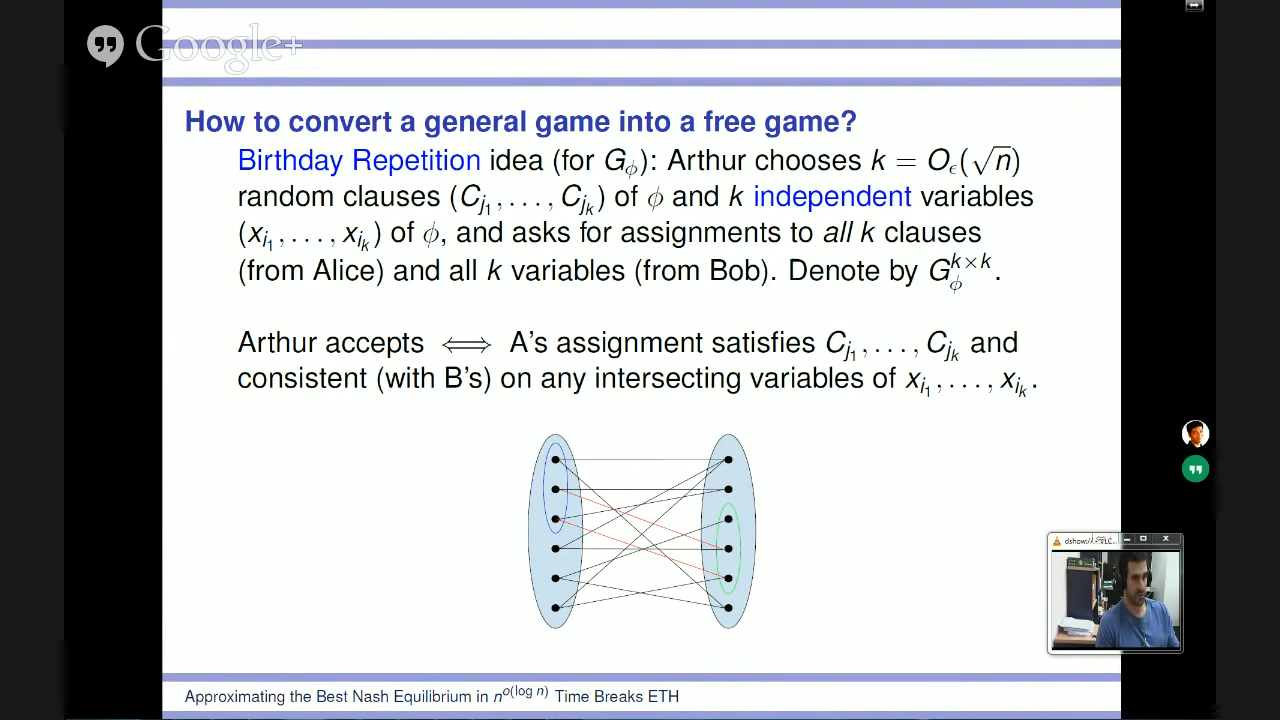 Google+
How to convert a general game into a free game?
Birthday Repetition idea (for G_ϕ): Arthur chooses k = O_ϵ(√n)
random clauses (C_{j_1}, . . . , C_{j_k}) of ϕ and k independent variables
(x_{i_1}, . . . , x_{i_k}) of ϕ, and asks for assignments to all k clauses
(from Alice) and all k variables (from Bob). Denote by G_ϕ^{k×k}.
Arthur accepts ⟺ A's assignment satisfies C_{j_1}, . . . , C_{j_k} and
consistent (with B's) on any intersecting variables of x_{i_1}, . . . , x_{i_k}.
Approximating the Best Nash Equilibrium in n^{o(log n)} Time Breaks ETH